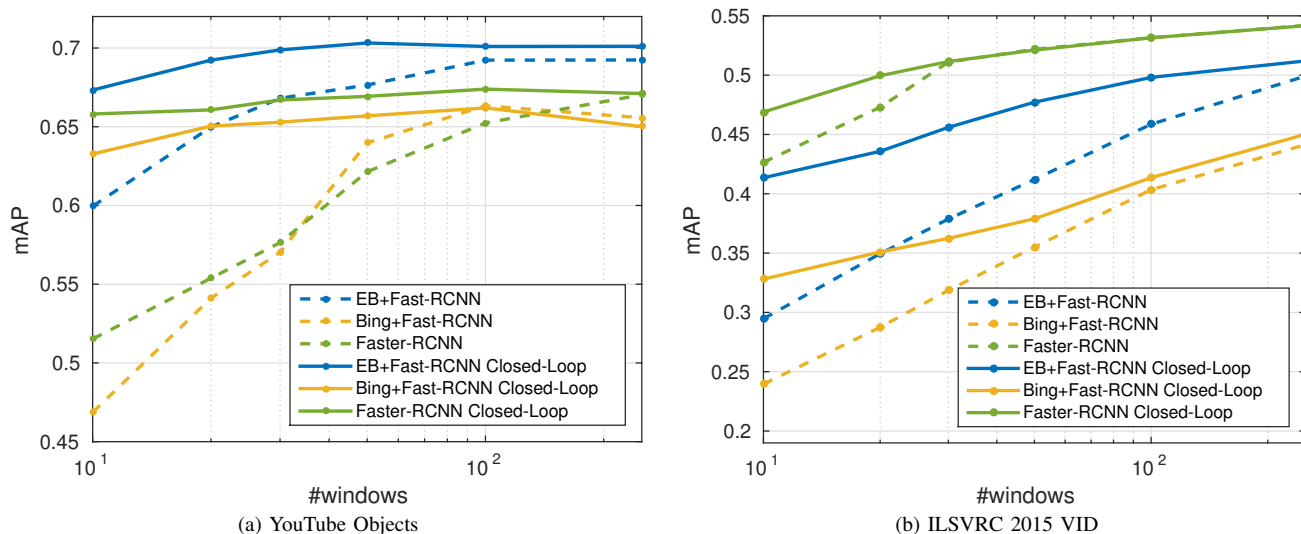 0.7
0.65
0.6
0.55
0.5
0.45
mAP
10^1
10^2
#windows
EB+Fast-RCNN
Bing+Fast-RCNN
Faster-RCNN
EB+Fast-RCNN Closed-Loop
Bing+Fast-RCNN Closed-Loop
Faster-RCNN Closed-Loop
(a) YouTube Objects
0.55
0.5
0.45
0.4
0.35
0.3
0.25
0.2
mAP
10^1
10^2
#windows
EB+Fast-RCNN
Bing+Fast-RCNN
Faster-RCNN
EB+Fast-RCNN Closed-Loop
Bing+Fast-RCNN Closed-Loop
Faster-RCNN Closed-Loop
(b) ILSVRC 2015 VID